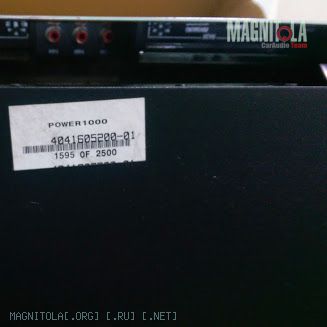 MAGNITOLA
CarAudio Team
POWER1000
4041605200-01
1595 OF 2500
MAGNITOLA[.ORG] [.RU] [.NET]